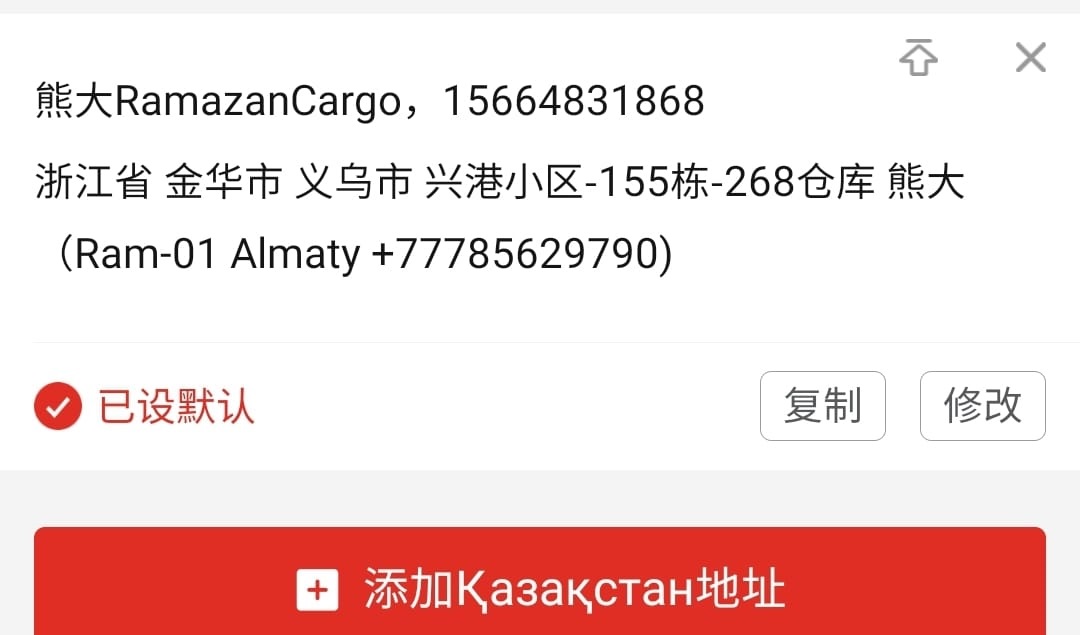 熊大RamazanCargo，15664831868
浙江省 金华市 义乌市 兴港小区-155栋-268仓库 熊大
（Ram-01 Almaty +77785629790)
已设默认
复制
修改
添加Қазақстан地址